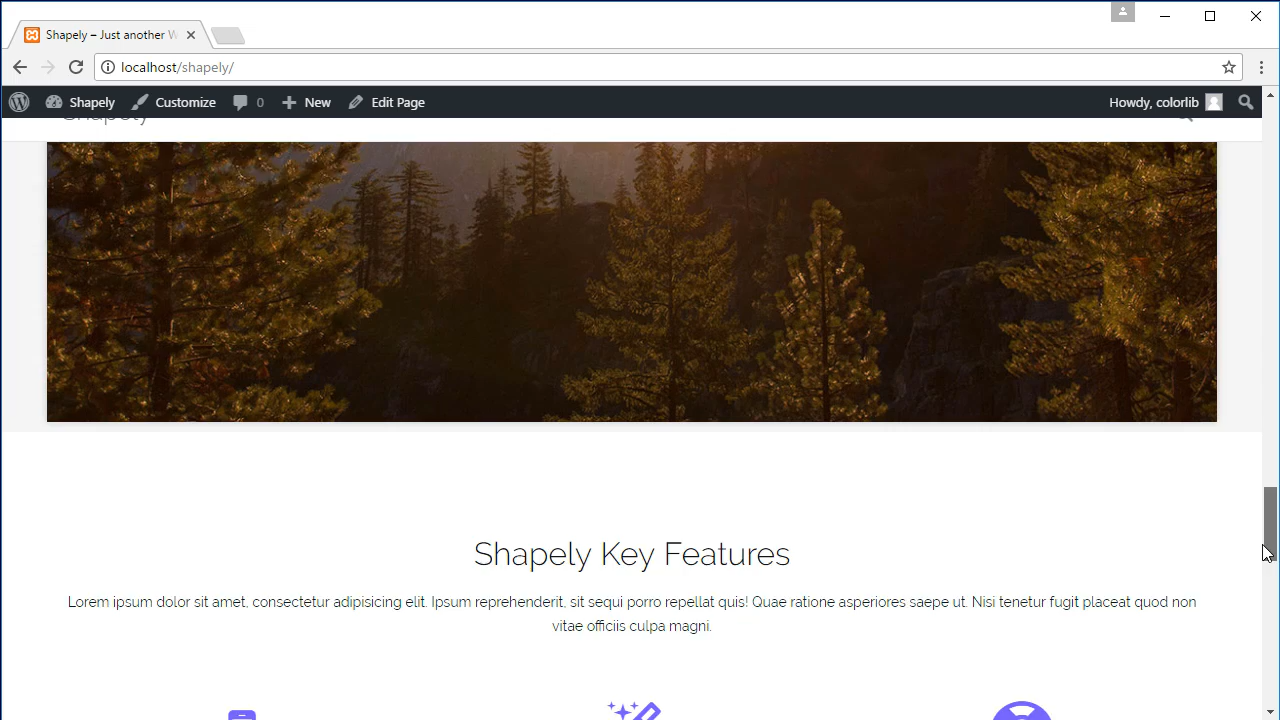 Shapely – Just another W
localhost/shapely/
Shapely Customize 0 New Edit Page Howdy, colorlib
Shapely
Shapely Key Features
Lorem ipsum dolor sit amet, consectetur adipisicing elit. Ipsum reprehenderit, sit sequi porro repellat quis! Quae ratione asperiores saepe ut. Nisi tenetur fugit placeat quod non
vitae officiis culpa magni.